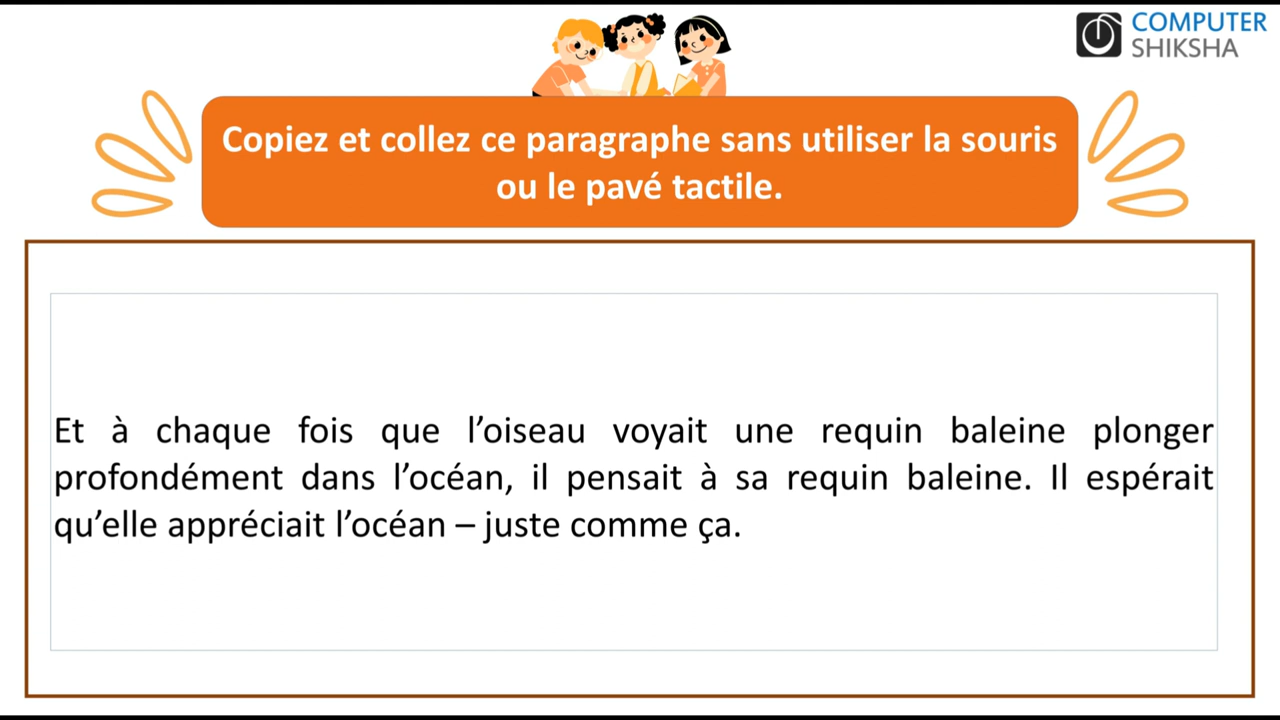 COMPUTER
SHIKSHA
Copiez et collez ce paragraphe sans utiliser la souris
ou le pavé tactile.
Et à chaque fois que l’oiseau voyait une requin baleine plonger
profondément dans l’océan, il pensait à sa requin baleine. Il espérait
qu’elle appréciait l’océan – juste comme ça.